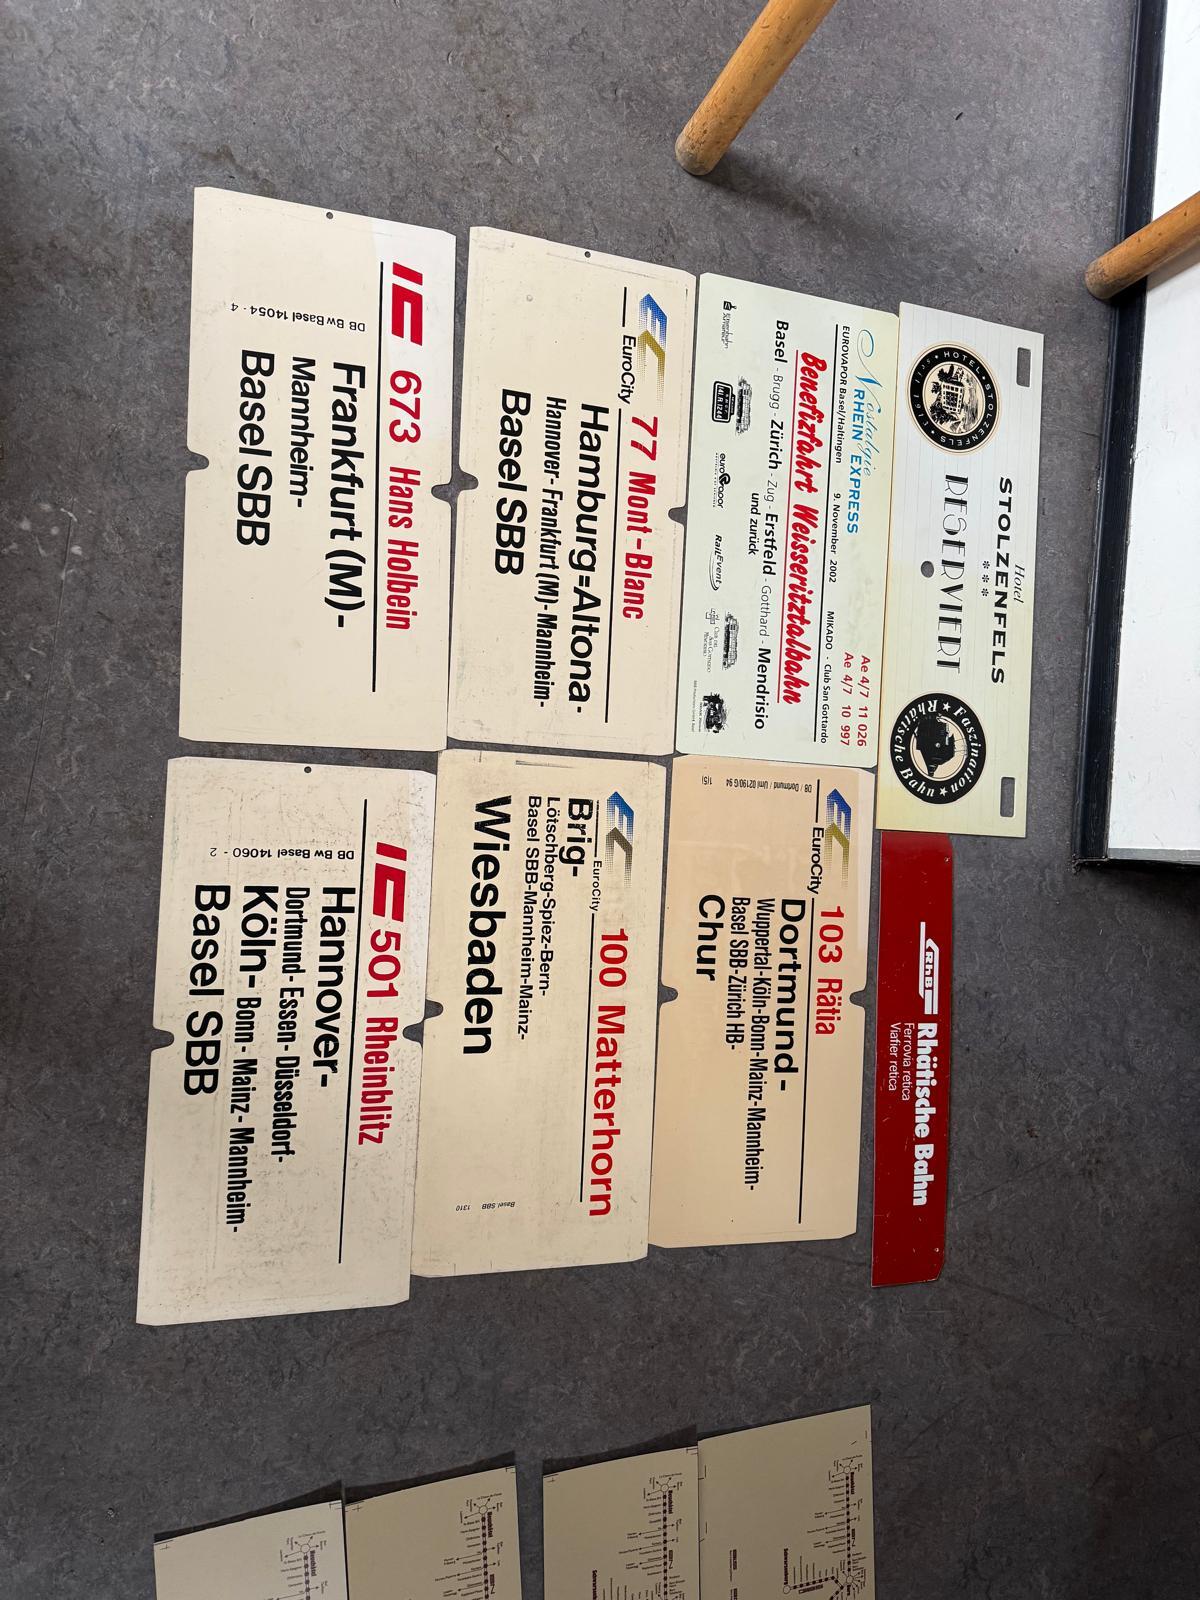 Hotel
STOLZENFELS
***
RESERVIERT
HOTEL STOLZENFELS
Faszination
Rhätische Bahn
RhB Rhätische Bahn
Ferrovia retica
Viafier retica
Nostalgie
RHEIN EXPRESS
Ae 4/7 11 026
Ae 4/7 10 997
EUROVAPOR Basel/Haltingen 9. November 2002 MIKADO - Club San Gottardo
Benefizfahrt Weisseritztalbahn
Basel - Brugg - Zürich - Zug - Erstfeld - Gotthard - Mendrisio
und zurück
eurovapor
RailEvent
EC 103 Rätia
EuroCity
Dortmund-
Wuppertal-Köln-Bonn-Mainz-Mannheim-
Basel SBB-Zürich HB-
Chur
EC 77 Mont-Blanc
EuroCity
Hamburg=Altona-
Hannover- Frankfurt (M)- Mannheim-
Basel SBB
EC 100 Matterhorn
EuroCity
Brig-
Lötschberg-Spiez-Bern-
Basel SBB-Mannheim-Mainz-
Wiesbaden
Basel SBB 1310
IC 673 Hans Holbein
Frankfurt (M)-
Mannheim-
Basel SBB
DB Bw Basel 14054 - 4
IC 501 Rheinblitz
Hannover-
Dortmund- Essen- Düsseldorf-
Köln- Bonn- Mainz- Mannheim-
Basel SBB
DB Bw Basel 14060 - 2